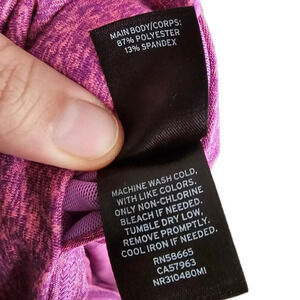 MAIN BODY/CORPS:
87% POLYESTER
13% SPANDEX
MACHINE WASH COLD,
WITH LIKE COLORS,
ONLY NON-CHLORINE
BLEACH IF NEEDED.
TUMBLE DRY LOW,
REMOVE PROMPTLY.
COOL IRON IF NEEDED.
RN58665
CA57963
NR310480MI